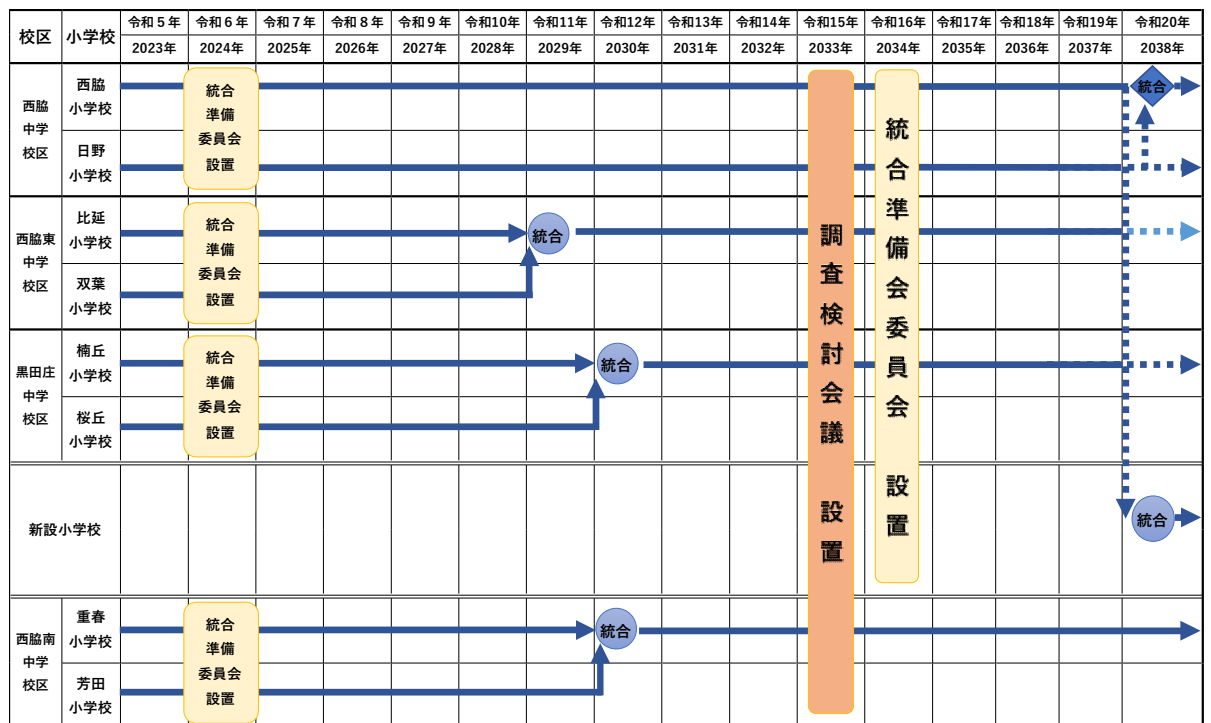 校区 小学校 令和5年 令和6年 令和7年 令和8年 令和9年 令和10年 令和11年 令和12年 令和13年 令和14年 令和15年 令和16年 令和17年 令和18年 令和19年 令和20年
2023年 2024年 2025年 2026年 2027年 2028年 2029年 2030年 2031年 2032年 2033年 2034年 2035年 2036年 2037年 2038年
西脇
中学
校区
西脇
小学校
日野
小学校
統合
準備
委員会
設置
統合
西脇東
中学
校区
比延
小学校
双葉
小学校
統合
準備
委員会
設置
統合
黒田庄
中学
校区
楠丘
小学校
桜丘
小学校
統合
準備
委員会
設置
統合
調査検討会議 設置
統合準備会委員会 設置
新設小学校
統合
西脇南
中学
校区
重春
小学校
芳田
小学校
統合
準備
委員会
設置
統合